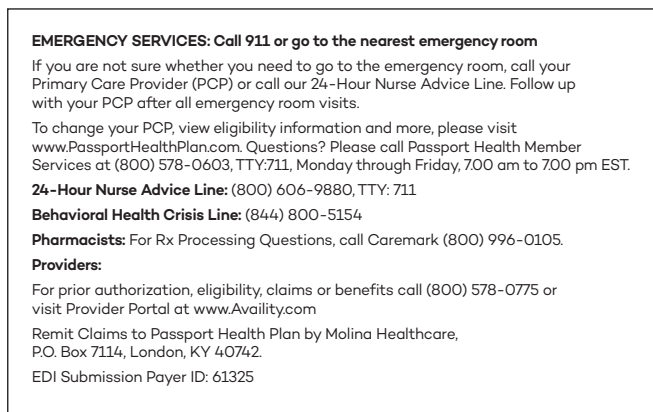 EMERGENCY SERVICES: Call 911 or go to the nearest emergency room
If you are not sure whether you need to go to the emergency room, call your
Primary Care Provider (PCP) or call our 24-Hour Nurse Advice Line. Follow up
with your PCP after all emergency room visits.
To change your PCP, view eligibility information and more, please visit
www.PassportHealthPlan.com. Questions? Please call Passport Health Member
Services at (800) 578-0603, TTY:711, Monday through Friday, 7.00 am to 7.00 pm EST.
24-Hour Nurse Advice Line: (800) 606-9880, TTY: 711
Behavioral Health Crisis Line: (844) 800-5154
Pharmacists: For Rx Processing Questions, call Caremark (800) 996-0105.
Providers:
For prior authorization, eligibility, claims or benefits call (800) 578-0775 or
visit Provider Portal at www.Availity.com
Remit Claims to Passport Health Plan by Molina Healthcare,
P.O. Box 7114, London, KY 40742.
EDI Submission Payer ID: 61325